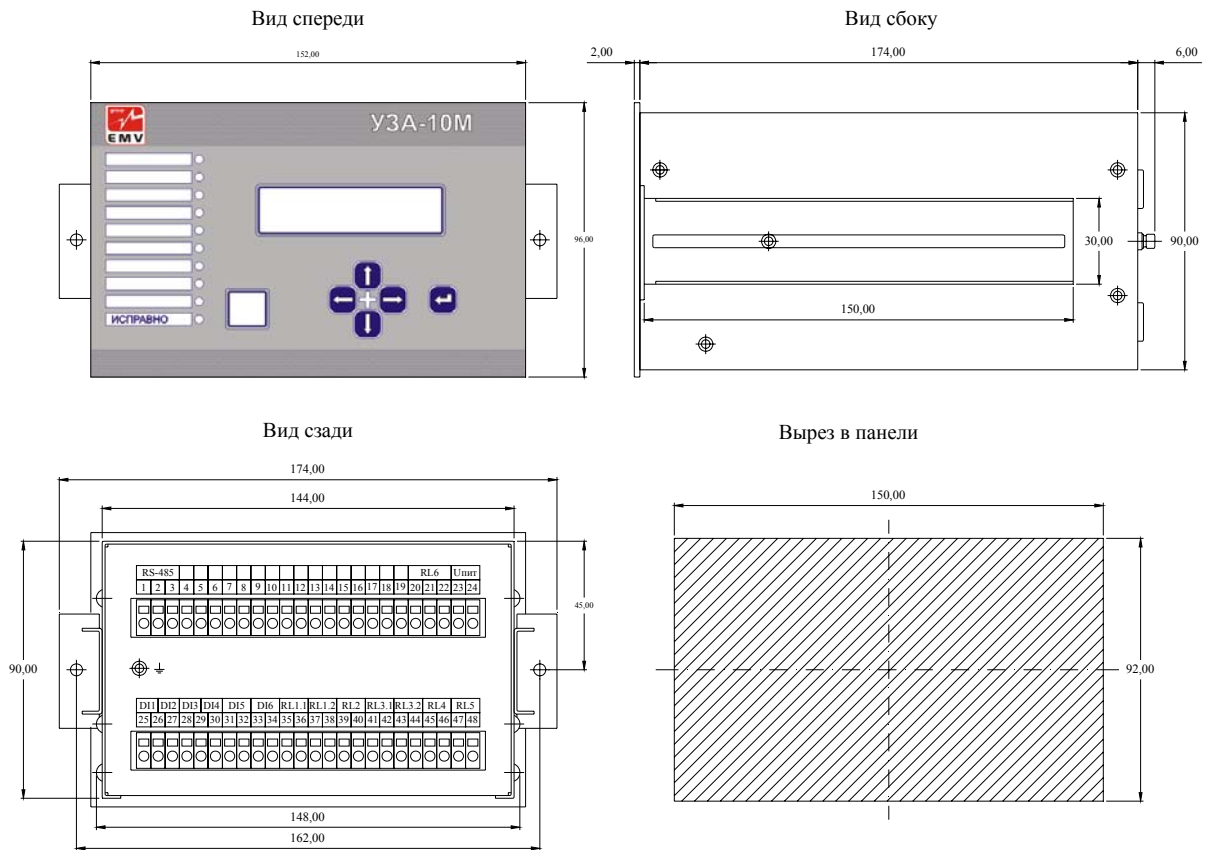 Вид спереди
Вид сбоку
152,00
2,00
174,00
6,00
group
EMV
УЗА-10М
96,00
30,00
90,00
90,00
150,00
ИСПРАВНО
Вид сзади
Вырез в панели
174,00
144,00
150,00
RS-485 RL6 Uпит
1 2 3 4 5 6 7 8 9 10 11 12 13 14 15 16 17 18 19 20 21 22 23 24
45,00
90,00
92,00
DI1 DI2 DI3 DI4 DI5 DI6 RL1.1 RL1.2 RL2 RL3.1 RL3.2 RL4 RL5
25 26 27 28 29 30 31 32 33 34 35 36 37 38 39 40 41 42 43 44 45 46 47 48
148,00
162,00